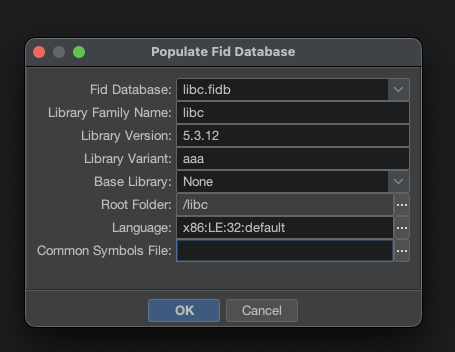 Populate Fid Database
Fid Database: libc.fidb
Library Family Name: libc
Library Version: 5.3.12
Library Variant: aaa
Base Library: None
Root Folder: /libc ...
Language: x86:LE:32:default ...
Common Symbols File: ...
OK Cancel